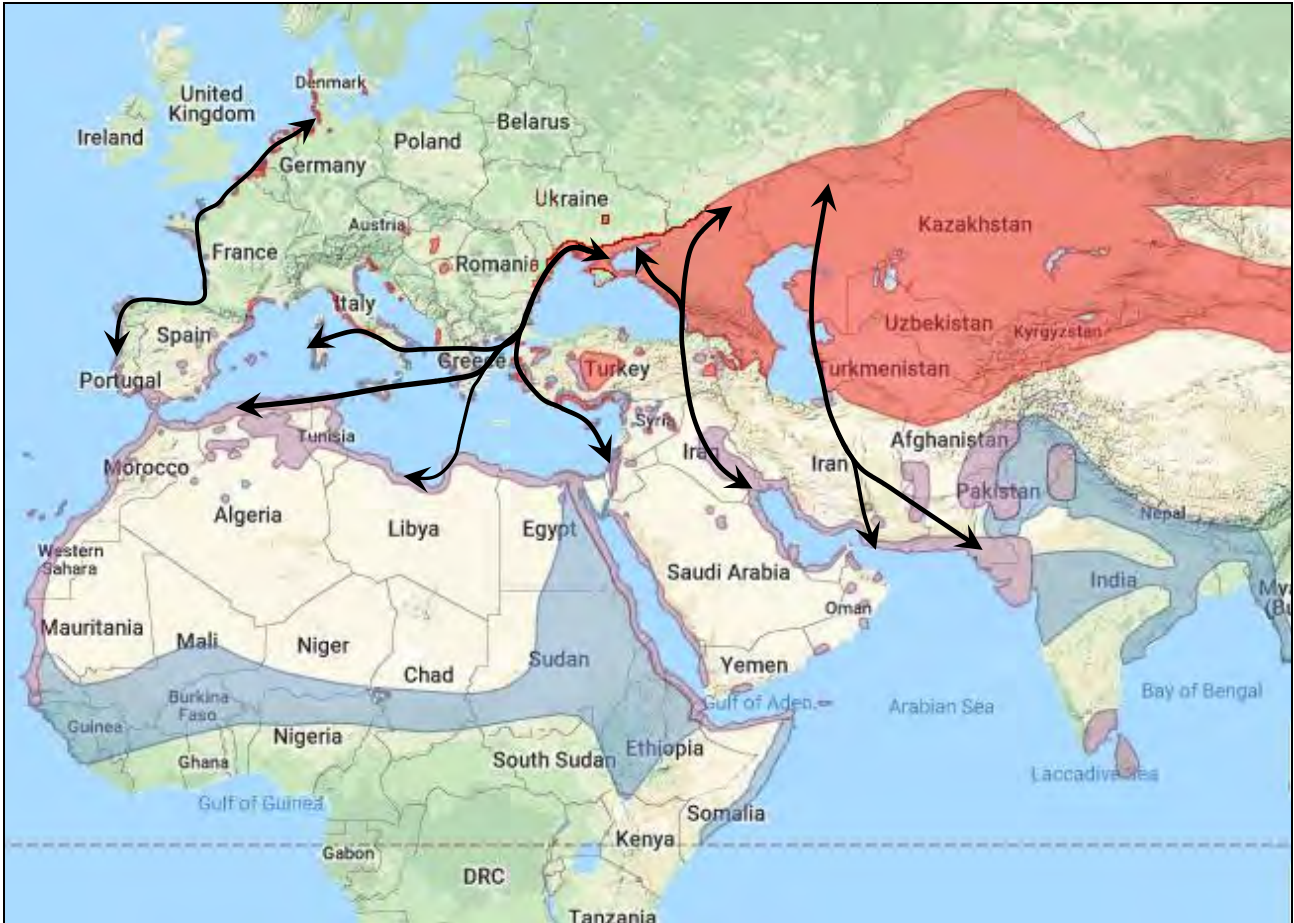 Denmark
United
Kingdom
Ireland
Belarus
Poland
Germany
Ukraine
Austria
France
Kazakhstan
Romania
Italy
Uzbekistan
Kyrgyzstan
Spain
Greece
Turkey
Turkmenistan
Portugal
Syria
Tunisia
Afghanistan
Iraq
Iran
Morocco
Pakistan
Algeria
Libya
Egypt
Nepal
Western
Sahara
Saudi Arabia
India
Oman
Mauritania
Mali
Niger
Sudan
Yemen
Chad
Burkina
Faso
Gulf of Aden
Arabian Sea
Bay of Bengal
Guinea
Nigeria
Ethiopia
Ghana
South Sudan
Laccadive Sea
Gulf of Guinea
Somalia
Kenya
Gabon
DRC
Tanzania